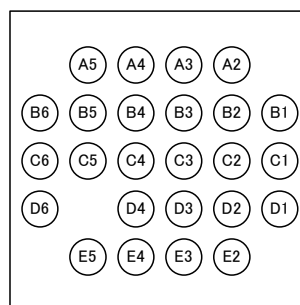 A5 A4 A3 A2
B6 B5 B4 B3 B2 B1
C6 C5 C4 C3 C2 C1
D6 D4 D3 D2 D1
E5 E4 E3 E2